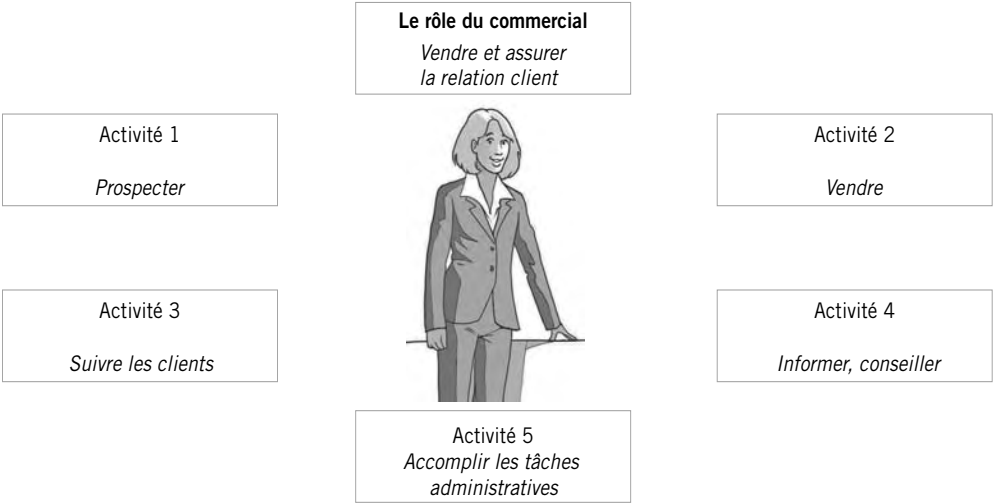 Le rôle du commercial
Vendre et assurer
la relation client
Activité 1
Prospecter
Activité 2
Vendre
Activité 3
Suivre les clients
Activité 4
Informer, conseiller
Activité 5
Accomplir les tâches
administratives